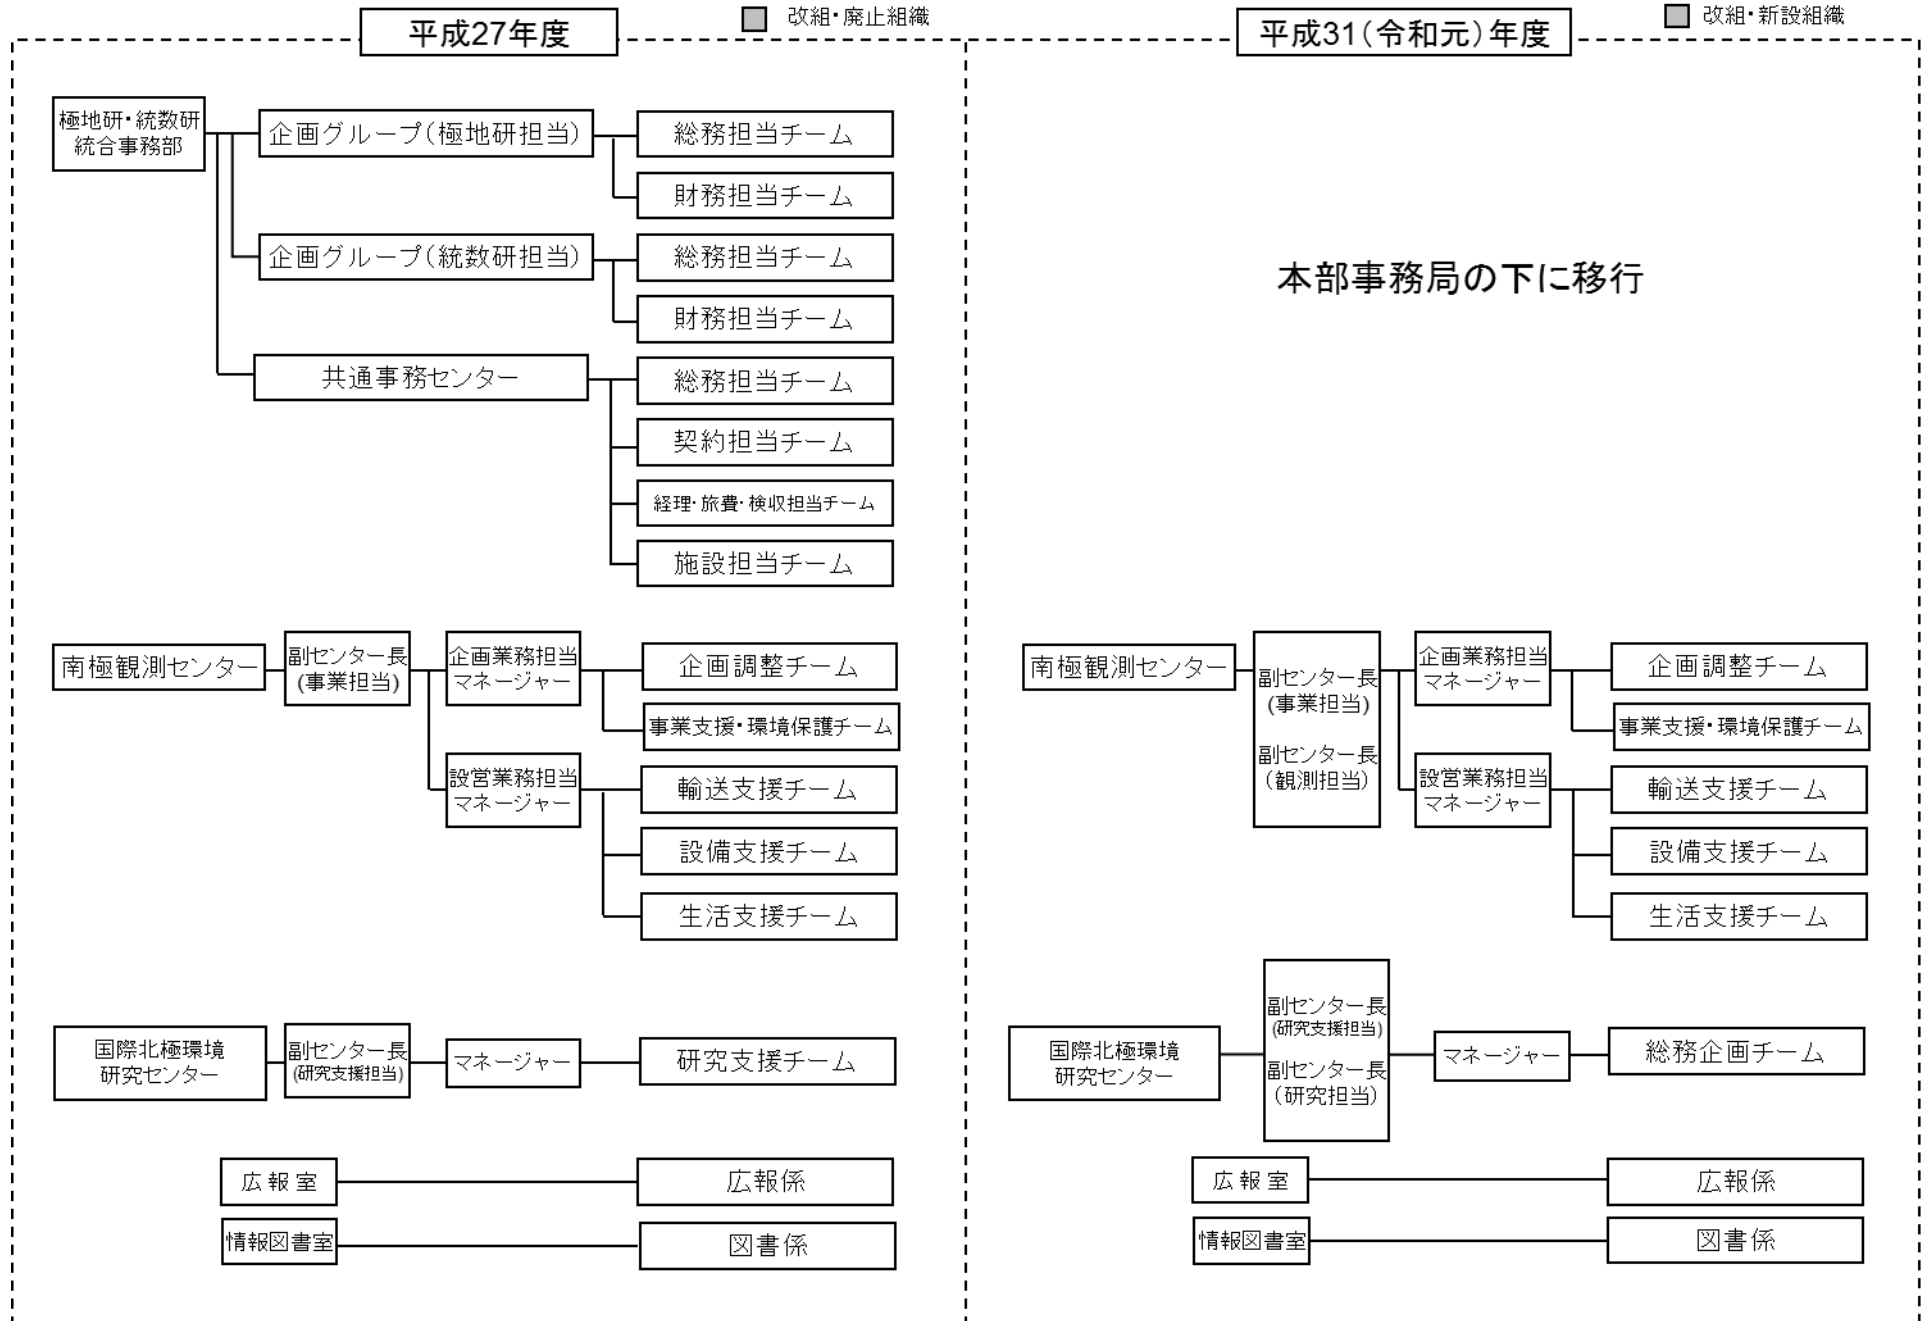 平成27年度
改組・廃止組織
極地研・統数研
統合事務部
企画グループ(極地研担当)
総務担当チーム
財務担当チーム
企画グループ(統数研担当)
総務担当チーム
財務担当チーム
共通事務センター
総務担当チーム
契約担当チーム
経理・旅費・検収担当チーム
施設担当チーム
南極観測センター
副センター長
(事業担当)
企画業務担当
マネージャー
企画調整チーム
事業支援・環境保護チーム
設営業務担当
マネージャー
輸送支援チーム
設備支援チーム
生活支援チーム
国際北極環境
研究センター
副センター長
(研究支援担当)
マネージャー
研究支援チーム
広報室
広報係
情報図書室
図書係
平成31(令和元)年度
改組・新設組織
本部事務局の下に移行
南極観測センター
副センター長
(事業担当)
副センター長
(観測担当)
企画業務担当
マネージャー
企画調整チーム
事業支援・環境保護チーム
設営業務担当
マネージャー
輸送支援チーム
設備支援チーム
生活支援チーム
国際北極環境
研究センター
副センター長
(研究支援担当)
副センター長
(研究担当)
マネージャー
総務企画チーム
広報室
広報係
情報図書室
図書係